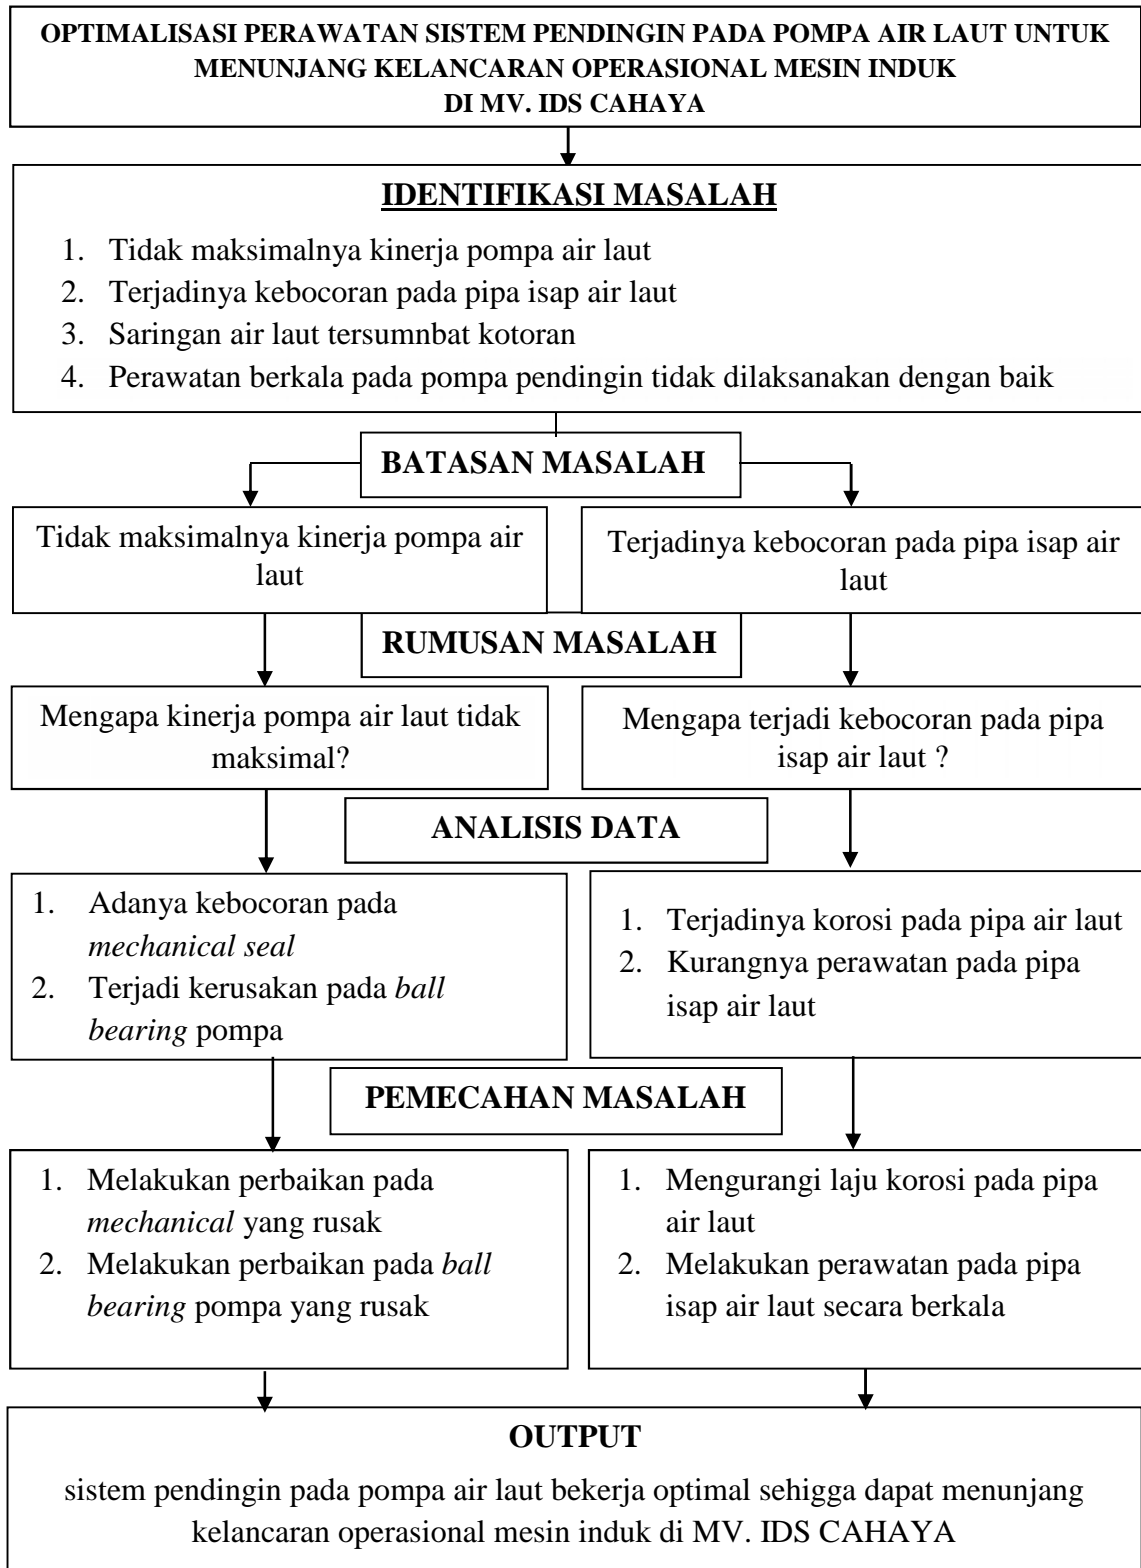 OPTIMALISASI PERAWATAN SISTEM PENDINGIN PADA POMPA AIR LAUT UNTUK
MENUNJANG KELANCARAN OPERASIONAL MESIN INDUK
DI MV. IDS CAHAYA
IDENTIFIKASI MASALAH
1. Tidak maksimalnya kinerja pompa air laut
2. Terjadinya kebocoran pada pipa isap air laut
3. Saringan air laut tersumnbat kotoran
4. Perawatan berkala pada pompa pendingin tidak dilaksanakan dengan baik
BATASAN MASALAH
Tidak maksimalnya kinerja pompa air
laut
Terjadinya kebocoran pada pipa isap air
laut
RUMUSAN MASALAH
Mengapa kinerja pompa air laut tidak
maksimal?
Mengapa terjadi kebocoran pada pipa
isap air laut ?
ANALISIS DATA
1. Adanya kebocoran pada
mechanical seal
2. Terjadi kerusakan pada ball
bearing pompa
1. Terjadinya korosi pada pipa air laut
2. Kurangnya perawatan pada pipa
isap air laut
PEMECAHAN MASALAH
1. Melakukan perbaikan pada
mechanical yang rusak
2. Melakukan perbaikan pada ball
bearing pompa yang rusak
1. Mengurangi laju korosi pada pipa
air laut
2. Melakukan perawatan pada pipa
isap air laut secara berkala
OUTPUT
sistem pendingin pada pompa air laut bekerja optimal sehigga dapat menunjang
kelancaran operasional mesin induk di MV. IDS CAHAYA